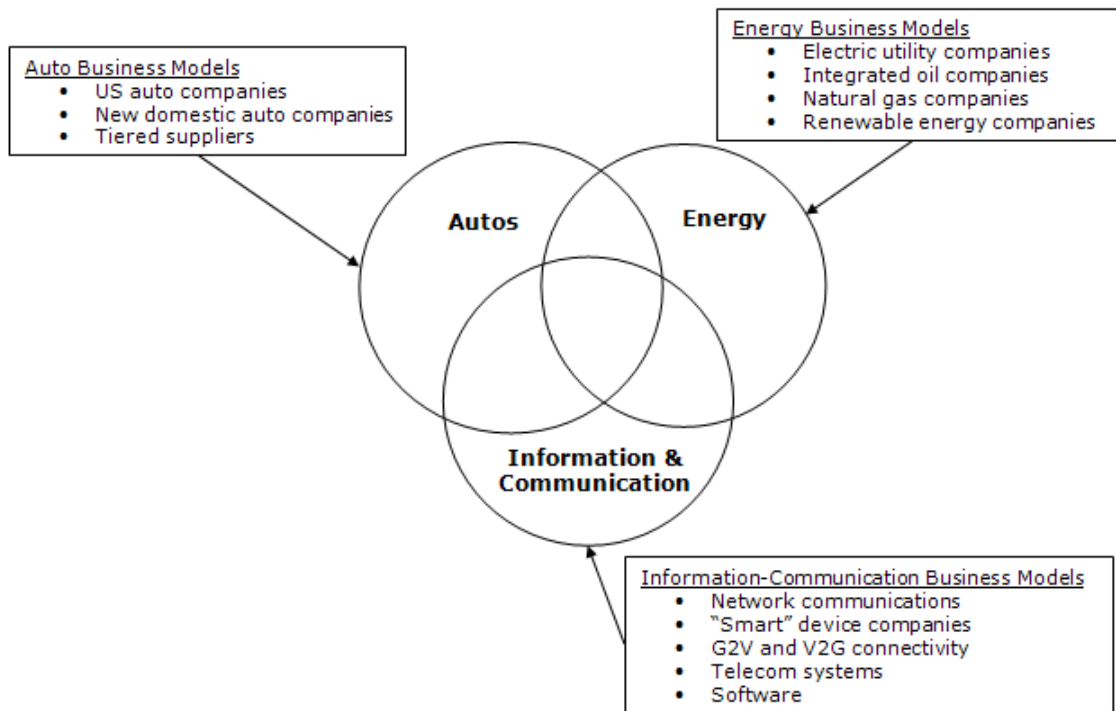 Energy Business Models
• Electric utility companies
• Integrated oil companies
• Natural gas companies
• Renewable energy companies
Auto Business Models
• US auto companies
• New domestic auto companies
• Tiered suppliers
Autos
Energy
Information &
Communication
Information-Communication Business Models
• Network communications
• “Smart” device companies
• G2V and V2G connectivity
• Telecom systems
• Software